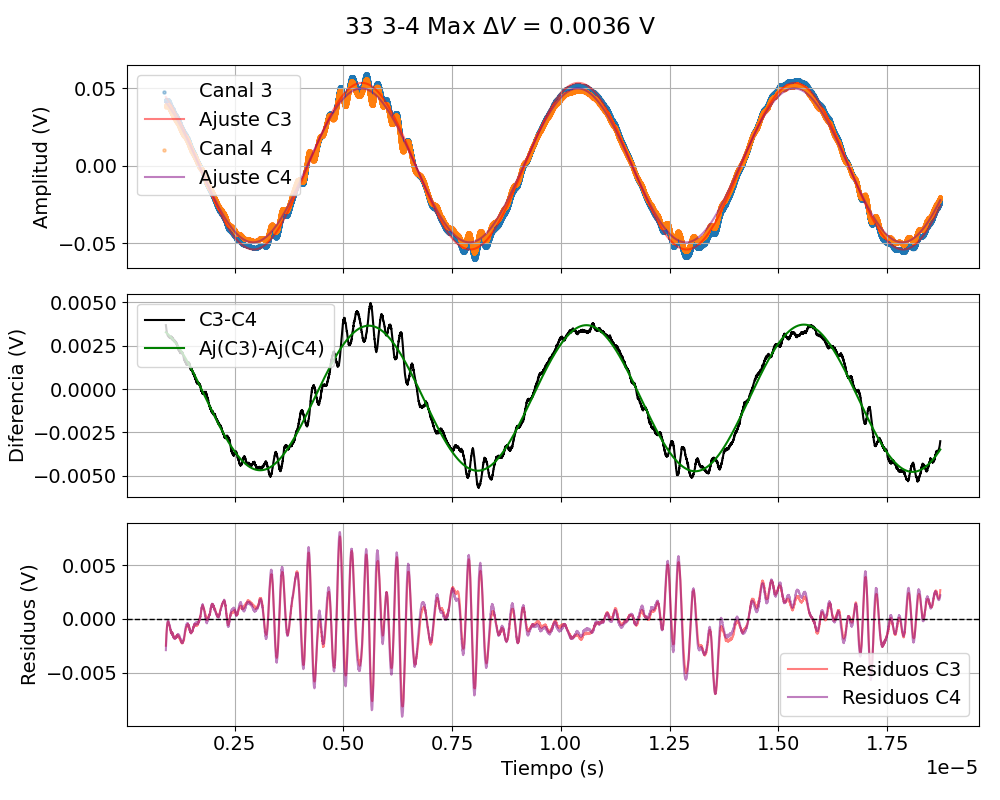 33 3-4 Max ΔV = 0.0036 V
Amplitud (V)
0.05
0.00
−0.05
Canal 3
Ajuste C3
Canal 4
Ajuste C4
Diferencia (V)
0.0050
0.0025
0.0000
−0.0025
−0.0050
C3-C4
Aj(C3)-Aj(C4)
Residuos (V)
0.005
0.000
−0.005
Residuos C3
Residuos C4
0.25 0.50 0.75 1.00 1.25 1.50 1.75
Tiempo (s)
1e−5